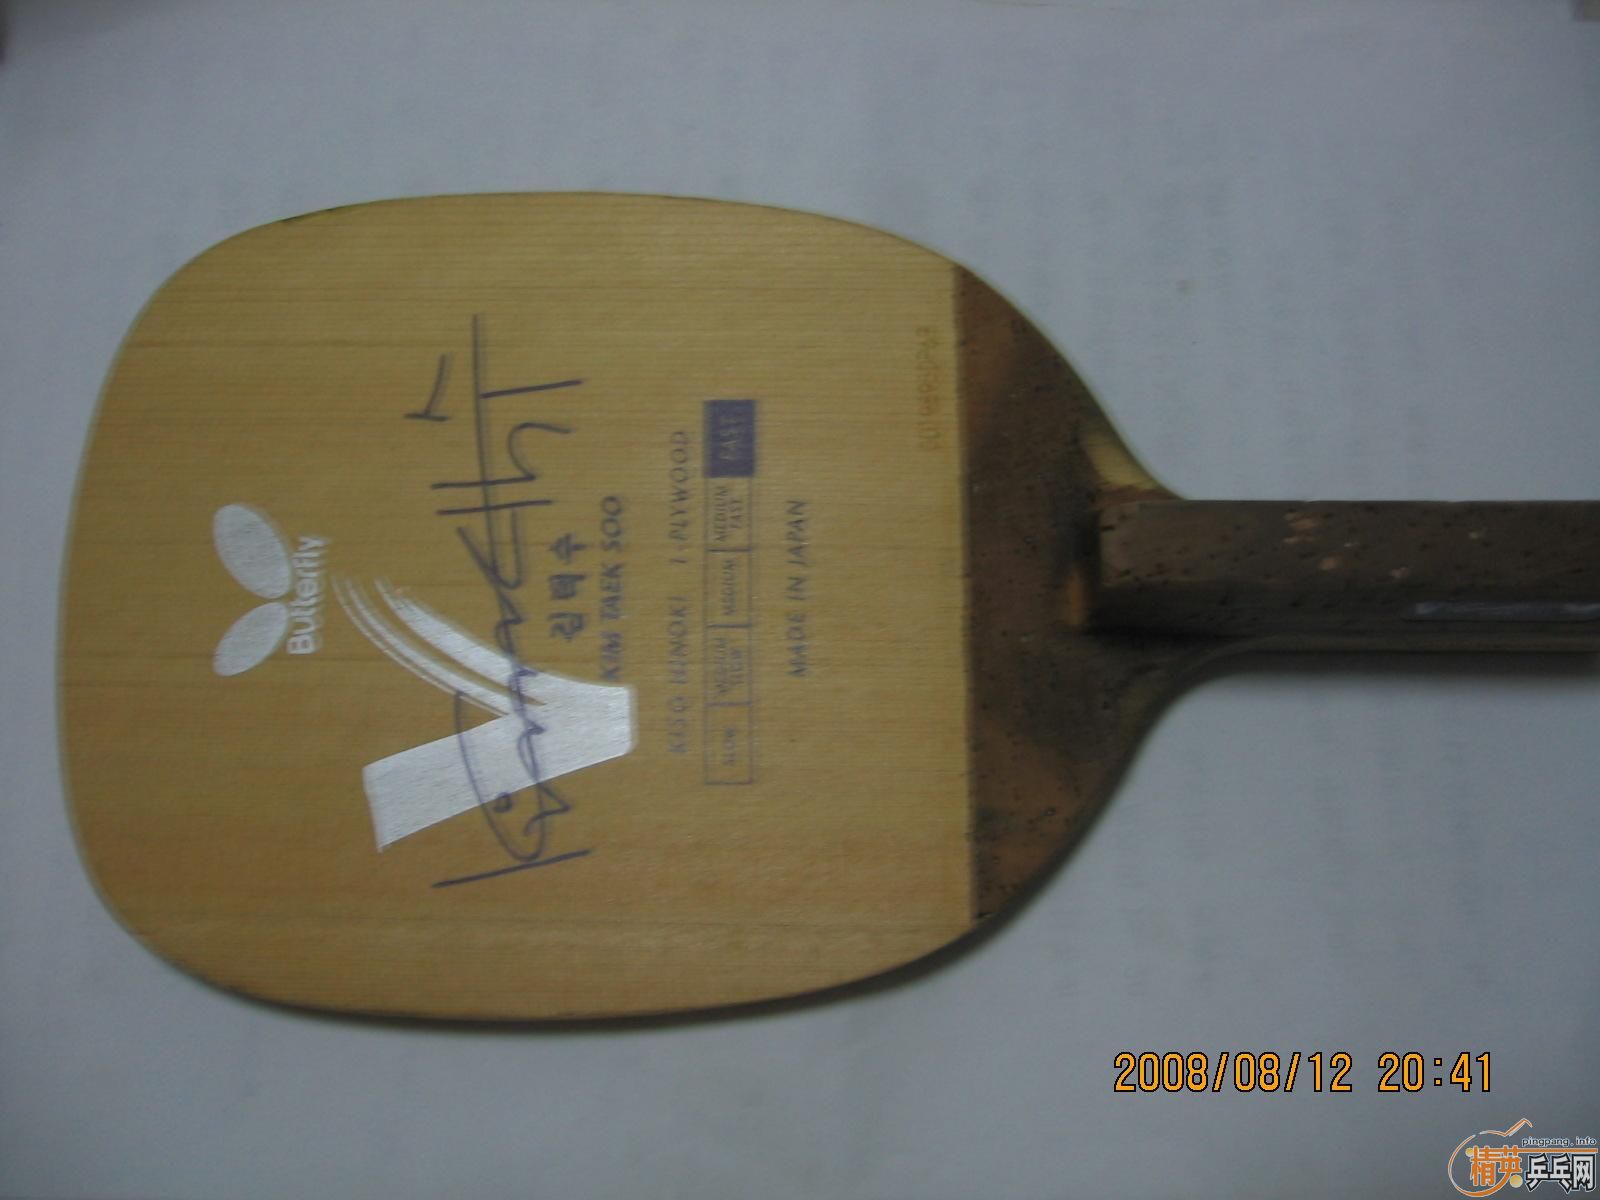 Butterfly
김택수
KIM TAEK SOO
KISO HINOKI 1-PLYWOOD
SLOW MEDIUM SLOW MEDIUM MEDIUM FAST FAST
MADE IN JAPAN
2008/08/12 20:41
pingpang.info
精英乒乓网